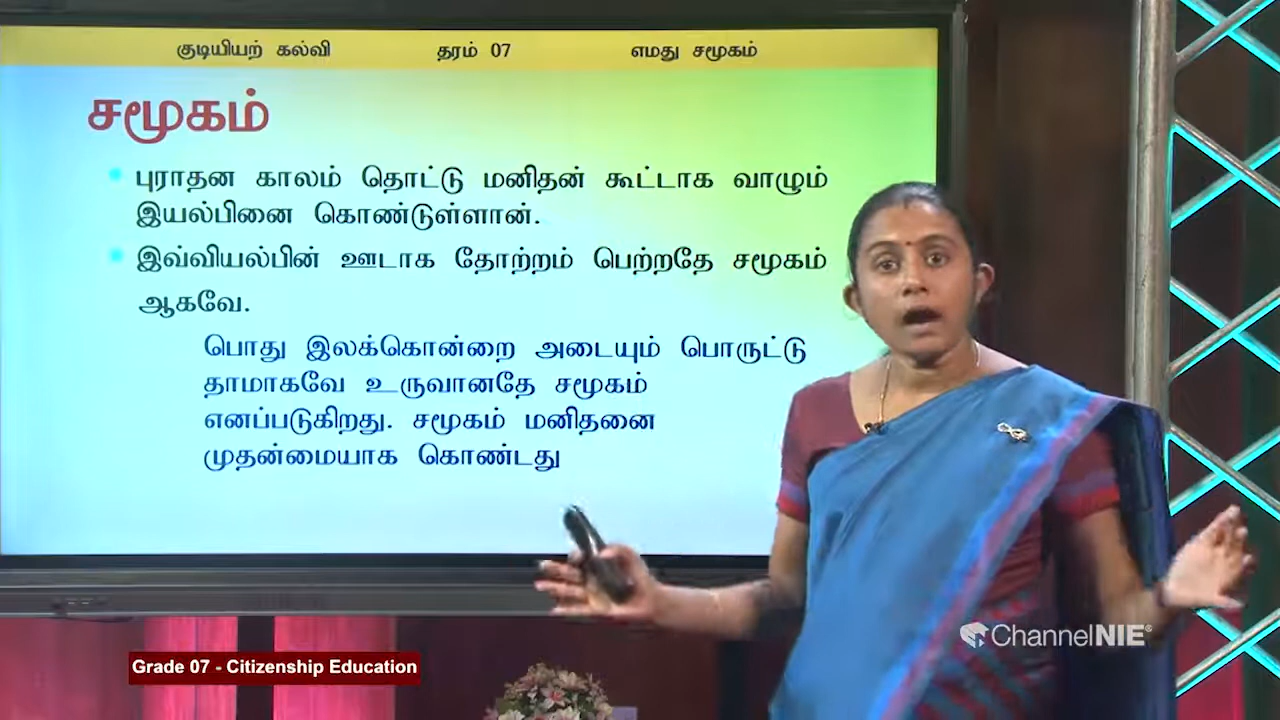 குடியியற் கல்வி தரம் 07 எமது சமூகம்
சமூகம்
புராதன காலம் தொட்டு மனிதன் கூட்டாக வாழும்
இயல்பினை கொண்டுள்ளான்.
இவ்வியல்பின் ஊடாக தோற்றம் பெற்றதே சமூகம்
ஆகவே.
பொது இலக்கொன்றை அடையும் பொருட்டு
தாமாகவே உருவானதே சமூகம்
எனப்படுகிறது. சமூகம் மனிதனை
முதன்மையாக கொண்டது
ChannelNIE®
Grade 07 - Citizenship Education